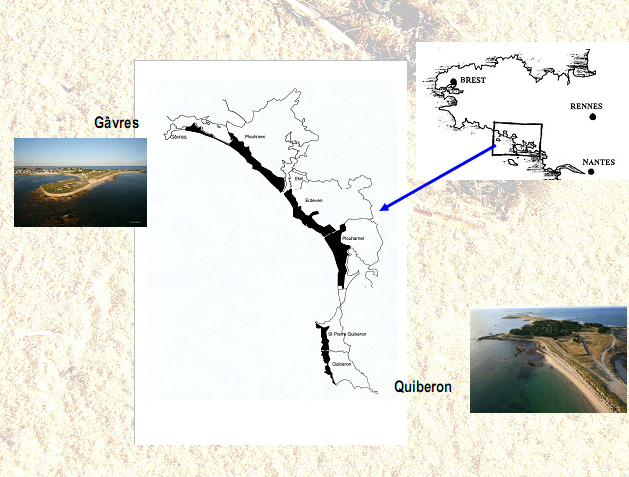 BREST
RENNES
NANTES
Gâvres
Gâvres
Plouhinec
Etel
Erdeven
Plouharnel
St Pierre Quiberon
Quiberon
Quiberon